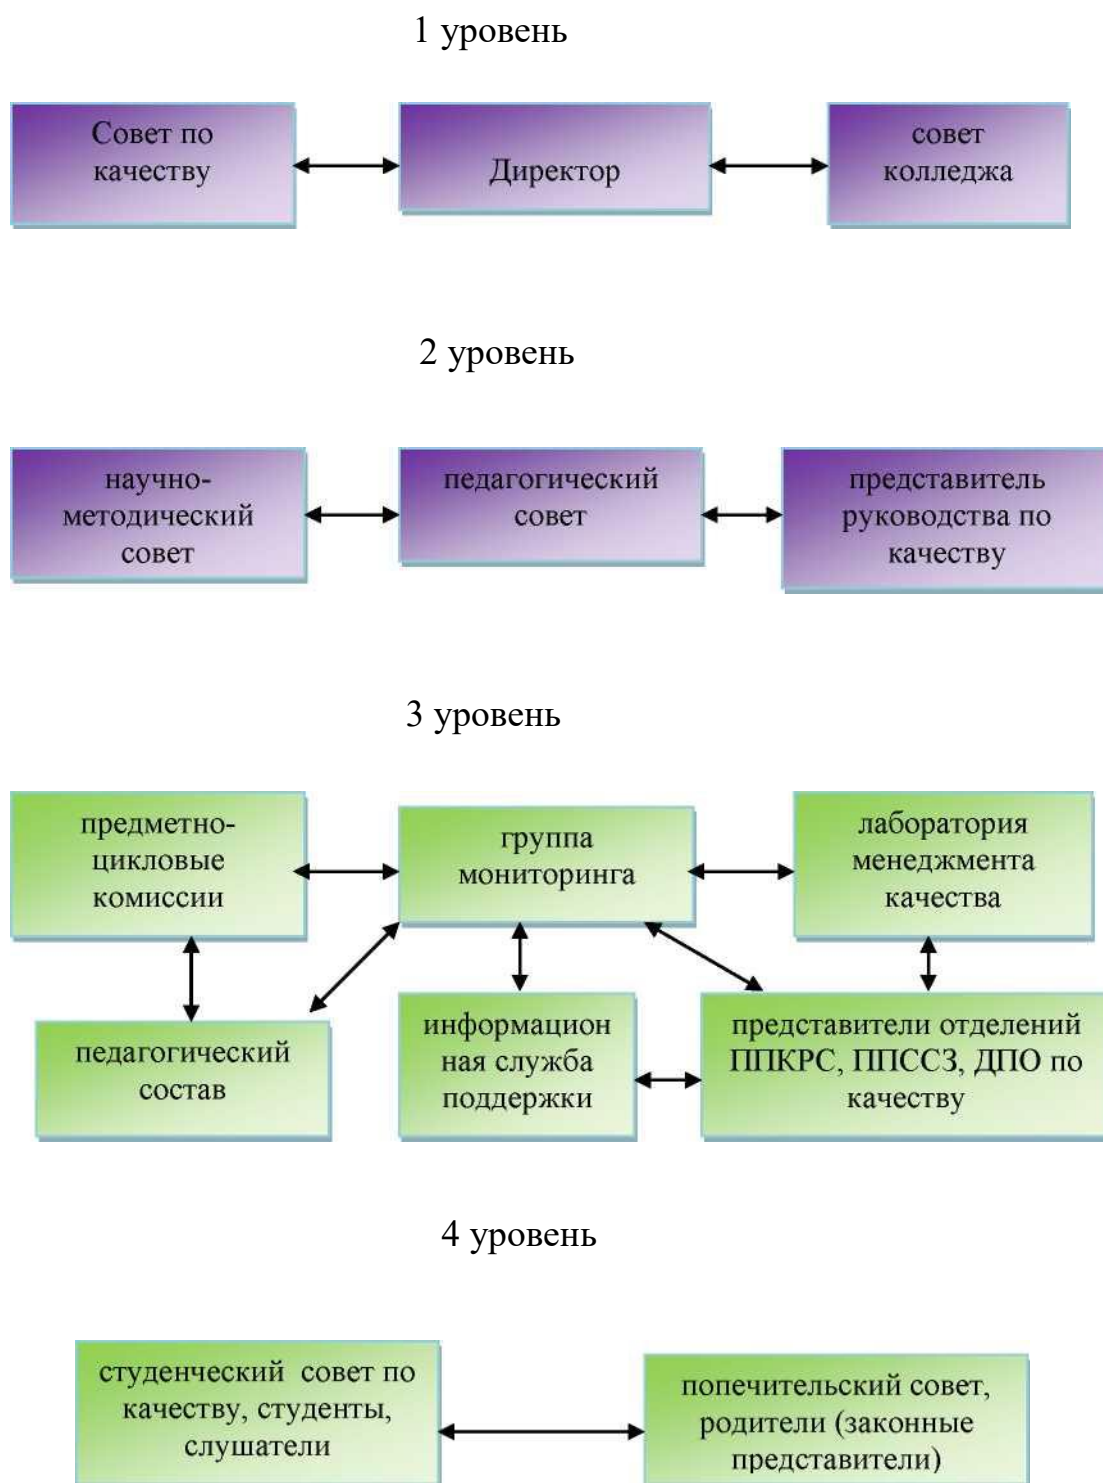 1 уровень
Совет по
качеству
Директор
совет
колледжа
2 уровень
научно-
методический
совет
педагогический
совет
представитель
руководства по
качеству
3 уровень
предметно-
цикловые
комиссии
группа
мониторинга
лаборатория
менеджмента
качества
педагогический
состав
информацион
ная служба
поддержки
представители отделений
ППКРС, ППССЗ, ДПО по
качеству
4 уровень
студенческий совет по
качеству, студенты,
слушатели
попечительский совет,
родители (законные
представители)